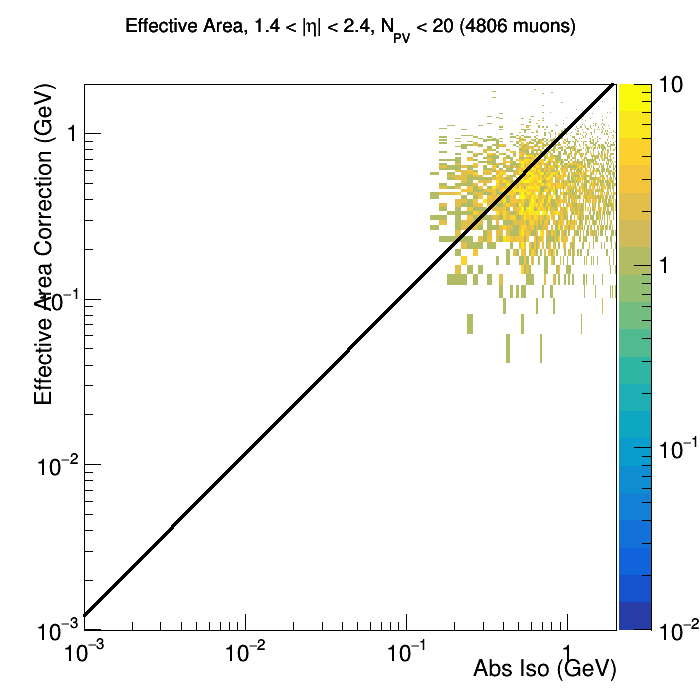 Effective Area, 1.4 < |η| < 2.4, N_PV < 20 (4806 muons)
Effective Area Correction (GeV)
1
10⁻¹
10⁻²
10⁻³
10⁻³ 10⁻² 10⁻¹ 1
Abs Iso (GeV)
10
1
10⁻¹
10⁻²